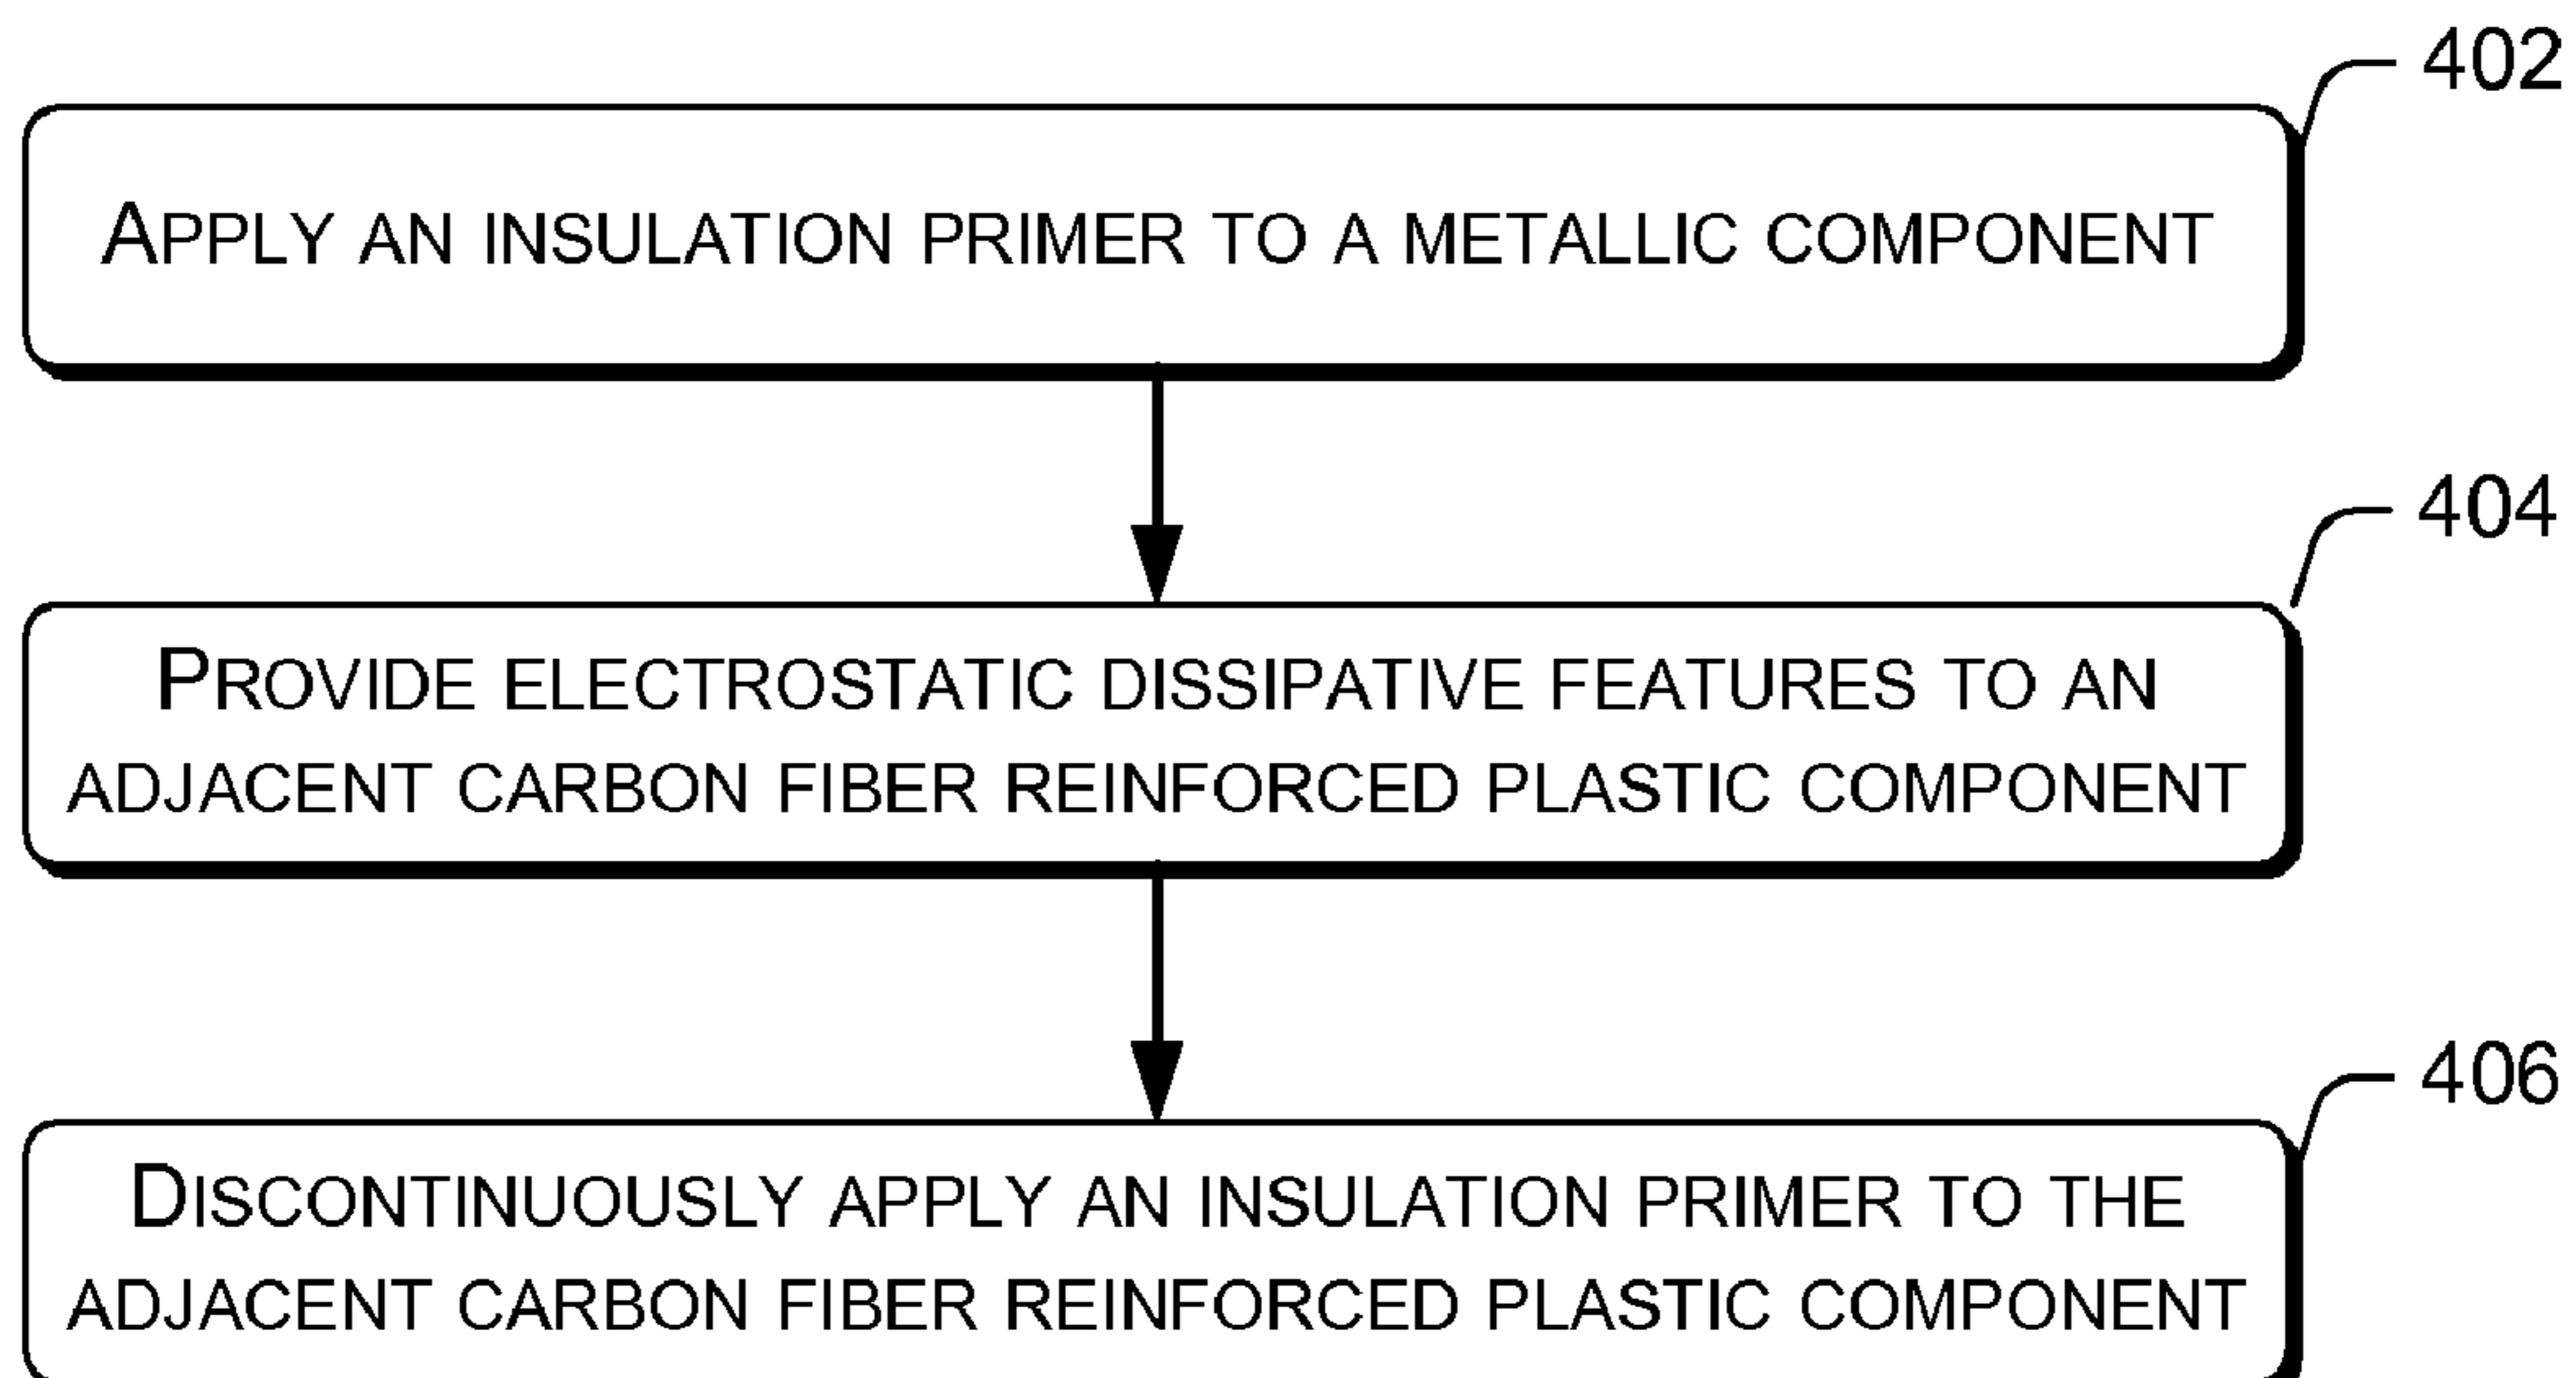 402
APPLY AN INSULATION PRIMER TO A METALLIC COMPONENT
404
PROVIDE ELECTROSTATIC DISSIPATIVE FEATURES TO AN
ADJACENT CARBON FIBER REINFORCED PLASTIC COMPONENT
406
DISCONTINUOUSLY APPLY AN INSULATION PRIMER TO THE
ADJACENT CARBON FIBER REINFORCED PLASTIC COMPONENT